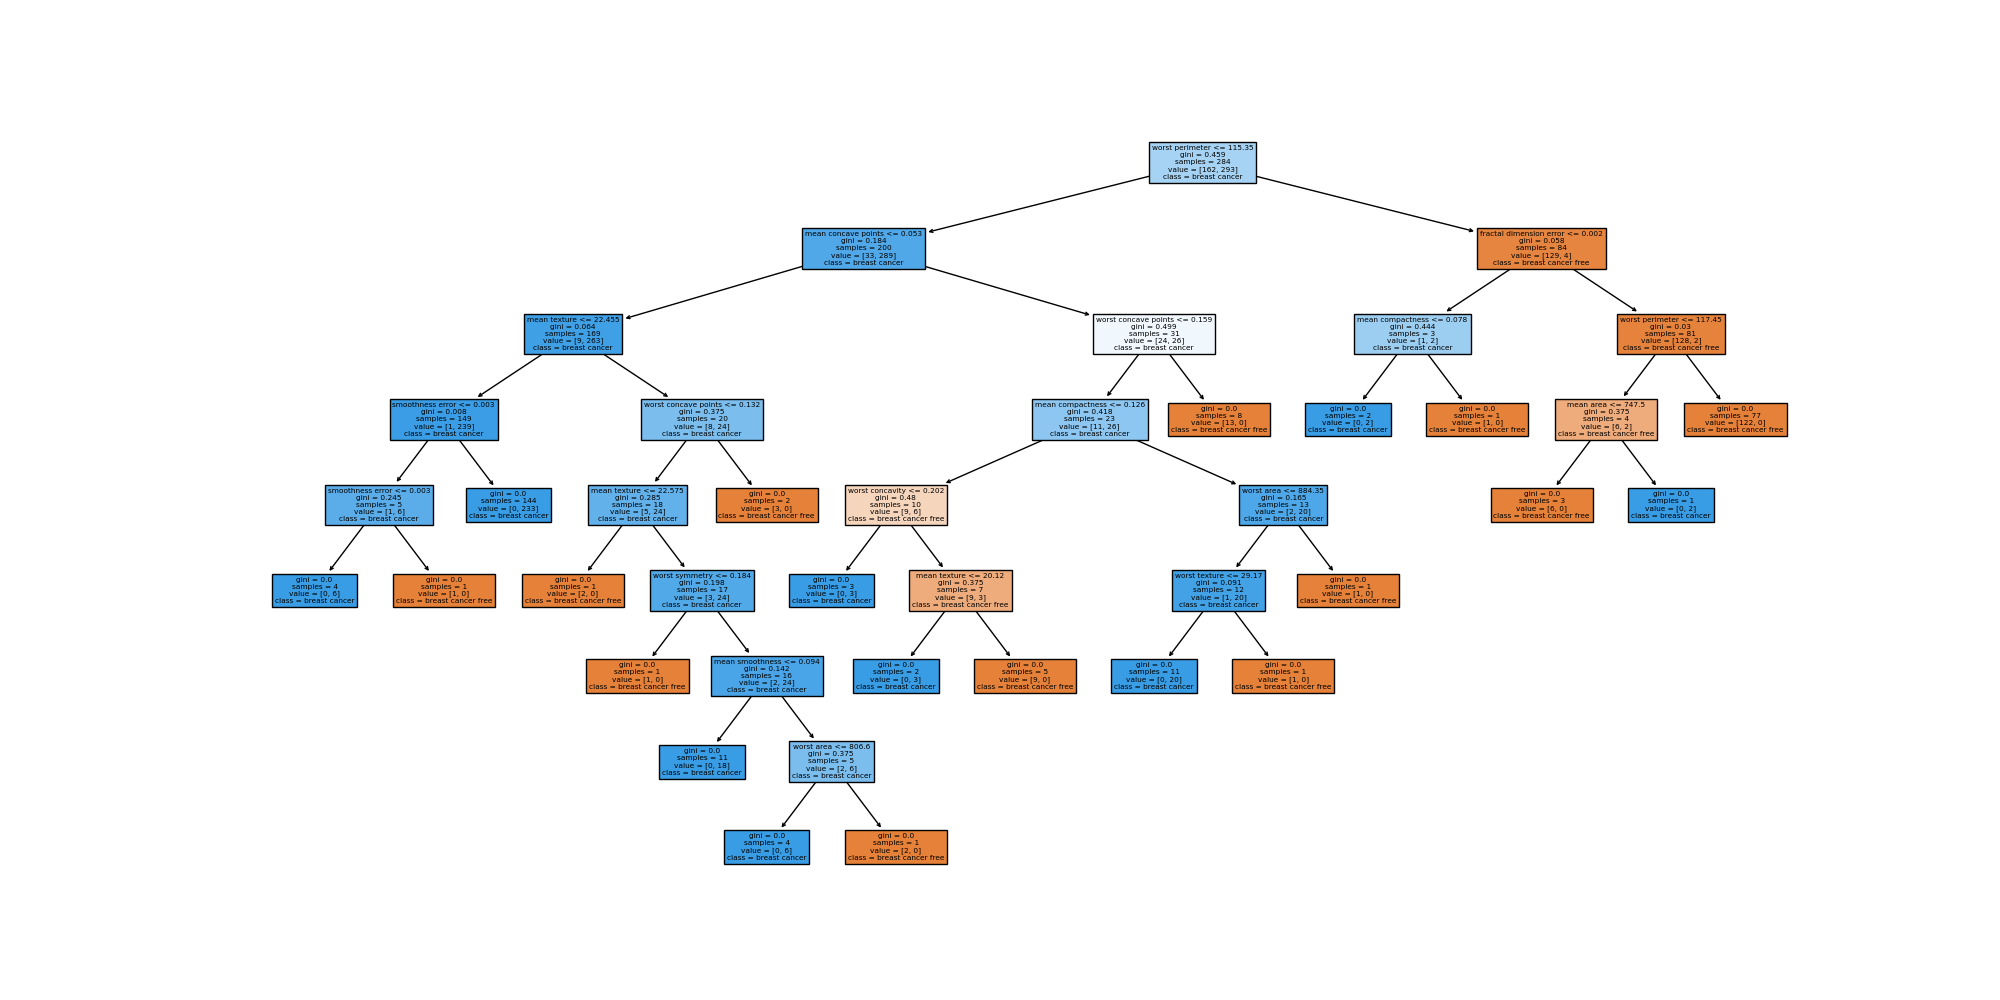 worst perimeter <= 115.35
gini = 0.459
samples = 284
value = [162, 293]
class = breast cancer
mean concave points <= 0.053
gini = 0.184
samples = 200
value = [33, 289]
class = breast cancer
fractal dimension error <= 0.002
gini = 0.058
samples = 84
value = [129, 4]
class = breast cancer free
mean texture <= 22.455
gini = 0.064
samples = 169
value = [9, 263]
class = breast cancer
worst concave points <= 0.159
gini = 0.499
samples = 31
value = [24, 26]
class = breast cancer
mean compactness <= 0.078
gini = 0.444
samples = 3
value = [1, 2]
class = breast cancer
worst perimeter <= 117.45
gini = 0.03
samples = 81
value = [128, 2]
class = breast cancer free
smoothness error <= 0.003
gini = 0.008
samples = 149
value = [1, 239]
class = breast cancer
worst concave points <= 0.132
gini = 0.375
samples = 20
value = [8, 24]
class = breast cancer
mean compactness <= 0.126
gini = 0.418
samples = 23
value = [11, 26]
class = breast cancer
gini = 0.0
samples = 8
value = [13, 0]
class = breast cancer free
gini = 0.0
samples = 2
value = [0, 2]
class = breast cancer
gini = 0.0
samples = 1
value = [1, 0]
class = breast cancer free
mean area <= 747.5
gini = 0.375
samples = 4
value = [6, 2]
class = breast cancer free
gini = 0.0
samples = 77
value = [122, 0]
class = breast cancer free
smoothness error <= 0.003
gini = 0.245
samples = 5
value = [1, 6]
class = breast cancer
gini = 0.0
samples = 144
value = [0, 233]
class = breast cancer
mean texture <= 22.575
gini = 0.285
samples = 18
value = [5, 24]
class = breast cancer
gini = 0.0
samples = 2
value = [3, 0]
class = breast cancer free
worst concavity <= 0.202
gini = 0.48
samples = 10
value = [9, 6]
class = breast cancer free
worst area <= 884.35
gini = 0.165
samples = 13
value = [2, 20]
class = breast cancer
gini = 0.0
samples = 3
value = [6, 0]
class = breast cancer free
gini = 0.0
samples = 1
value = [0, 2]
class = breast cancer
gini = 0.0
samples = 4
value = [0, 6]
class = breast cancer
gini = 0.0
samples = 1
value = [1, 0]
class = breast cancer free
gini = 0.0
samples = 1
value = [2, 0]
class = breast cancer free
worst symmetry <= 0.184
gini = 0.198
samples = 17
value = [3, 24]
class = breast cancer
gini = 0.0
samples = 3
value = [0, 3]
class = breast cancer
mean texture <= 20.12
gini = 0.375
samples = 7
value = [9, 3]
class = breast cancer free
worst texture <= 29.17
gini = 0.091
samples = 12
value = [1, 20]
class = breast cancer
gini = 0.0
samples = 1
value = [1, 0]
class = breast cancer free
gini = 0.0
samples = 1
value = [1, 0]
class = breast cancer free
mean smoothness <= 0.094
gini = 0.142
samples = 16
value = [2, 24]
class = breast cancer
gini = 0.0
samples = 2
value = [0, 3]
class = breast cancer
gini = 0.0
samples = 5
value = [9, 0]
class = breast cancer free
gini = 0.0
samples = 11
value = [0, 20]
class = breast cancer
gini = 0.0
samples = 1
value = [1, 0]
class = breast cancer free
gini = 0.0
samples = 11
value = [0, 18]
class = breast cancer
worst area <= 806.6
gini = 0.375
samples = 5
value = [2, 6]
class = breast cancer
gini = 0.0
samples = 4
value = [0, 6]
class = breast cancer
gini = 0.0
samples = 1
value = [2, 0]
class = breast cancer free